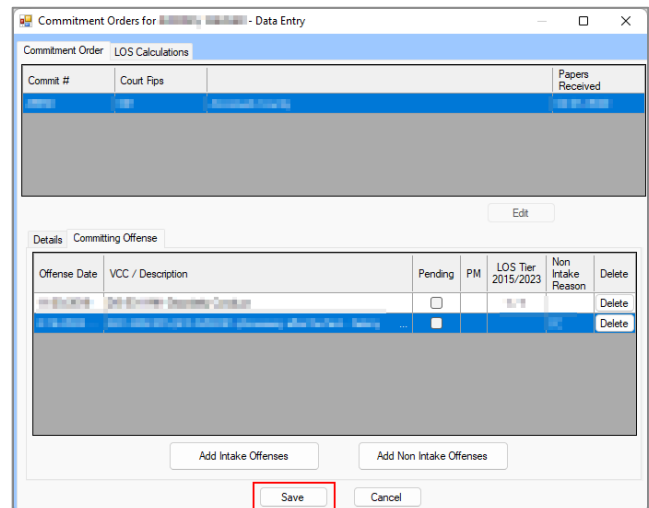 Commitment Orders for - Data Entry
Commitment Order LOS Calculations
Commit # Court Fips Papers Received
Edit
Details Committing Offense
Offense Date VCC / Description Pending PM LOS Tier 2015/2023 Non Intake Reason Delete
Delete
... Delete
Add Intake Offenses Add Non Intake Offenses
Save Cancel